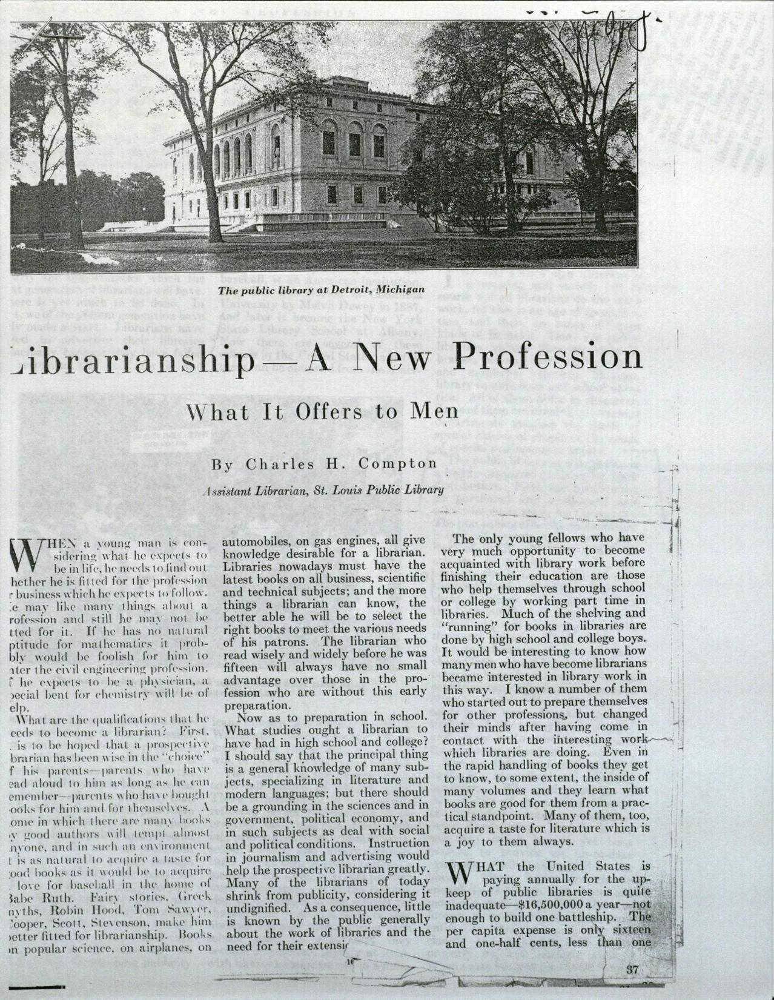 The public library at Detroit, Michigan
ibrarianship—A New Profession
What It Offers to Men
By Charles H. Compton
Assistant Librarian, St. Louis Public Library
WHEN a young man is con-
sidering what he expects to
be in life, he needs to find out
hether he is fitted for the profession
r business which he expects to follow.
e may like many things about a
rofession and still he may not be
tted for it. If he has no natural
ptitude for mathematics it prob-
bly would be foolish for him to
nter the civil engineering profession.
f he expects to be a physician, a
pecial bent for chemistry will be of
elp.
What are the qualifications that he
eeds to become a librarian? First,
is to be hoped that a prospective
brarian has been wise in the "choice"
f his parents—parents who have
ead aloud to him as long as he can
emember—parents who have bought
ooks for him and for themselves. A
ome in which there are many books
y good authors will tempt almost
nyone, and in such an environment
t is as natural to acquire a taste for
ood books as it would be to acquire
love for baseball in the home of
Babe Ruth. Fairy stories, Greek
myths, Robin Hood, Tom Sawyer,
Cooper, Scott, Stevenson, make him
better fitted for librarianship. Books
on popular science, on airplanes, on
automobiles, on gas engines, all give
knowledge desirable for a librarian.
Libraries nowadays must have the
latest books on all business, scientific
and technical subjects; and the more
things a librarian can know, the
better able he will be to select the
right books to meet the various needs
of his patrons. The librarian who
read wisely and widely before he was
fifteen will always have no small
advantage over those in the pro-
fession who are without this early
preparation.
Now as to preparation in school.
What studies ought a librarian to
have had in high school and college?
I should say that the principal thing
is a general knowledge of many sub-
jects, specializing in literature and
modern languages; but there should
be a grounding in the sciences and in
government, political economy, and
in such subjects as deal with social
and political conditions. Instruction
in journalism and advertising would
help the prospective librarian greatly.
Many of the librarians of today
shrink from publicity, considering it
undignified. As a consequence, little
is known by the public generally
about the work of libraries and the
need for their extensi
The only young fellows who have
very much opportunity to become
acquainted with library work before
finishing their education are those
who help themselves through school
or college by working part time in
libraries. Much of the shelving and
"running" for books in libraries are
done by high school and college boys.
It would be interesting to know how
many men who have become librarians
became interested in library work in
this way. I know a number of them
who started out to prepare themselves
for other professions, but changed
their minds after having come in
contact with the interesting work
which libraries are doing. Even in
the rapid handling of books they get
to know, to some extent, the inside of
many volumes and they learn what
books are good for them from a prac-
tical standpoint. Many of them, too,
acquire a taste for literature which is
a joy to them always.
WHAT the United States is
paying annually for the up-
keep of public libraries is quite
inadequate—$16,500,000 a year—not
enough to build one battleship. The
per capita expense is only sixteen
and one-half cents, less than one
37